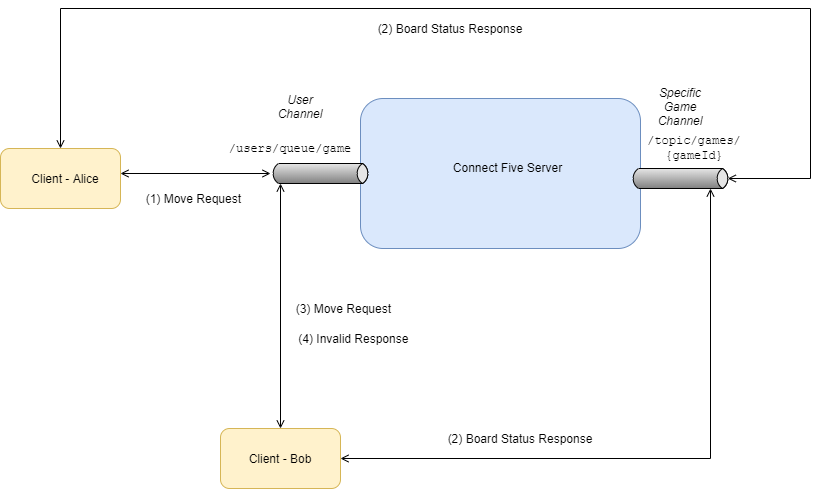 (2) Board Status Response
User
Channel
/users/queue/game
Specific
Game
Channel
/topic/games/
{gameId}
Connect Five Server
Client - Alice
(1) Move Request
(3) Move Request
(4) Invalid Response
Client - Bob
(2) Board Status Response